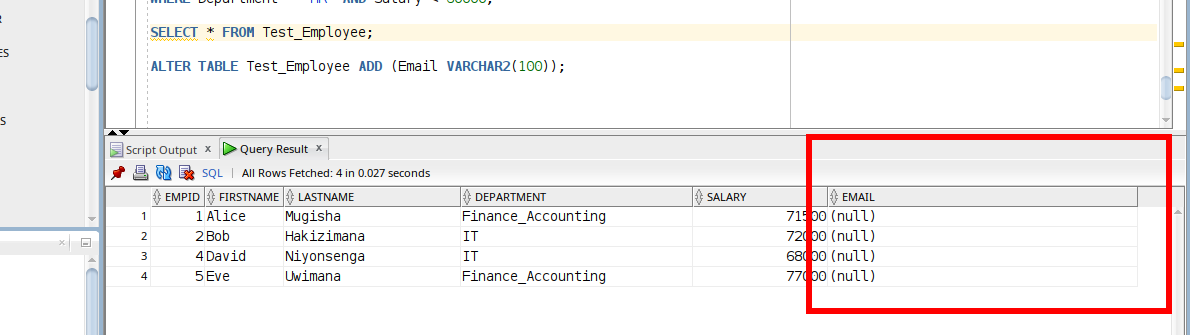 SELECT * FROM Test_Employee;
ES
ALTER TABLE Test_Employee ADD (Email VARCHAR2(100));
S
Script Output x Query Result x
SQL | All Rows Fetched: 4 in 0.027 seconds
EMPID FIRSTNAME LASTNAME DEPARTMENT SALARY EMAIL
1 1 Alice Mugisha Finance_Accounting 71500 (null)
2 2 Bob Hakizimana IT 72000 (null)
3 4 David Niyonsenga IT 68000 (null)
4 5 Eve Uwimana Finance_Accounting 77000 (null)